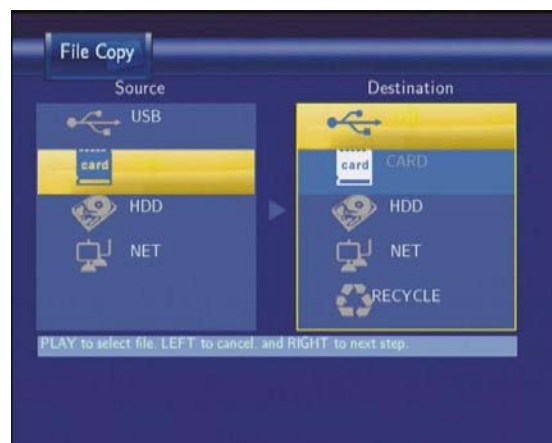 File Copy
Source
Destination
USB
card
HDD
NET
card CARD
HDD
NET
RECYCLE
PLAY to select file. LEFT to cancel. and RIGHT to next step.